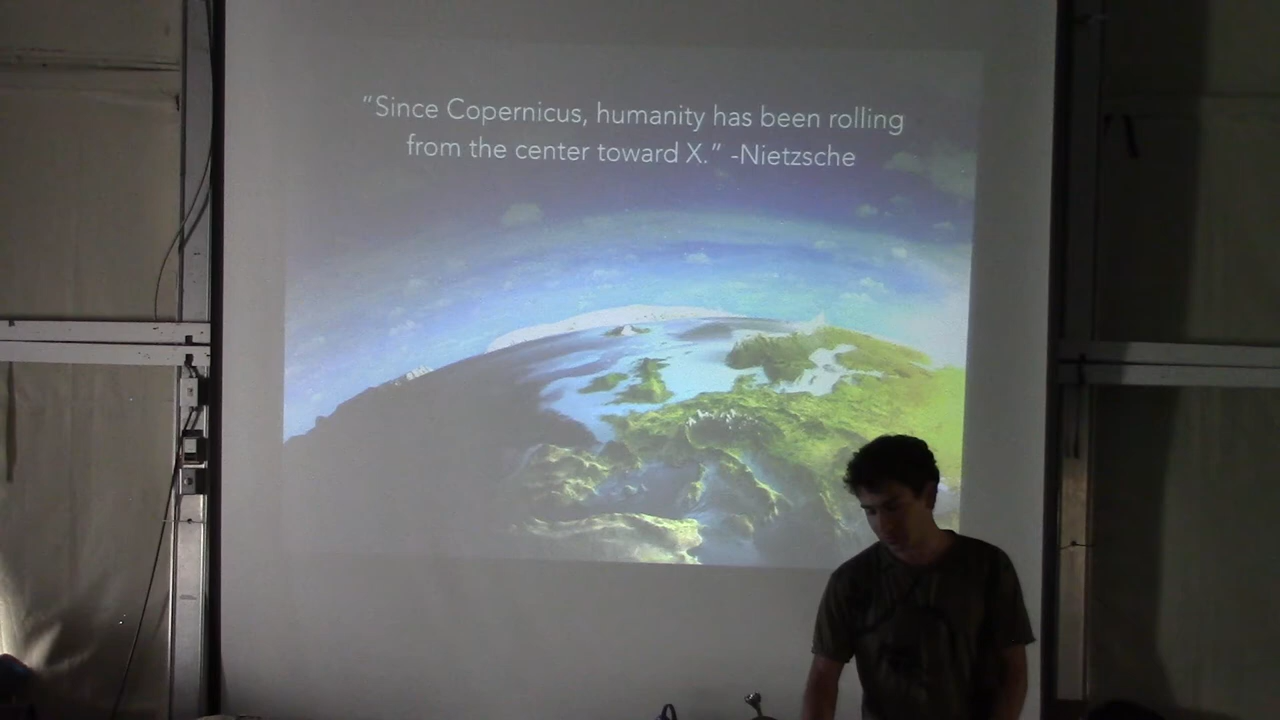 “Since Copernicus, humanity has been rolling
from the center toward X.” -Nietzsche